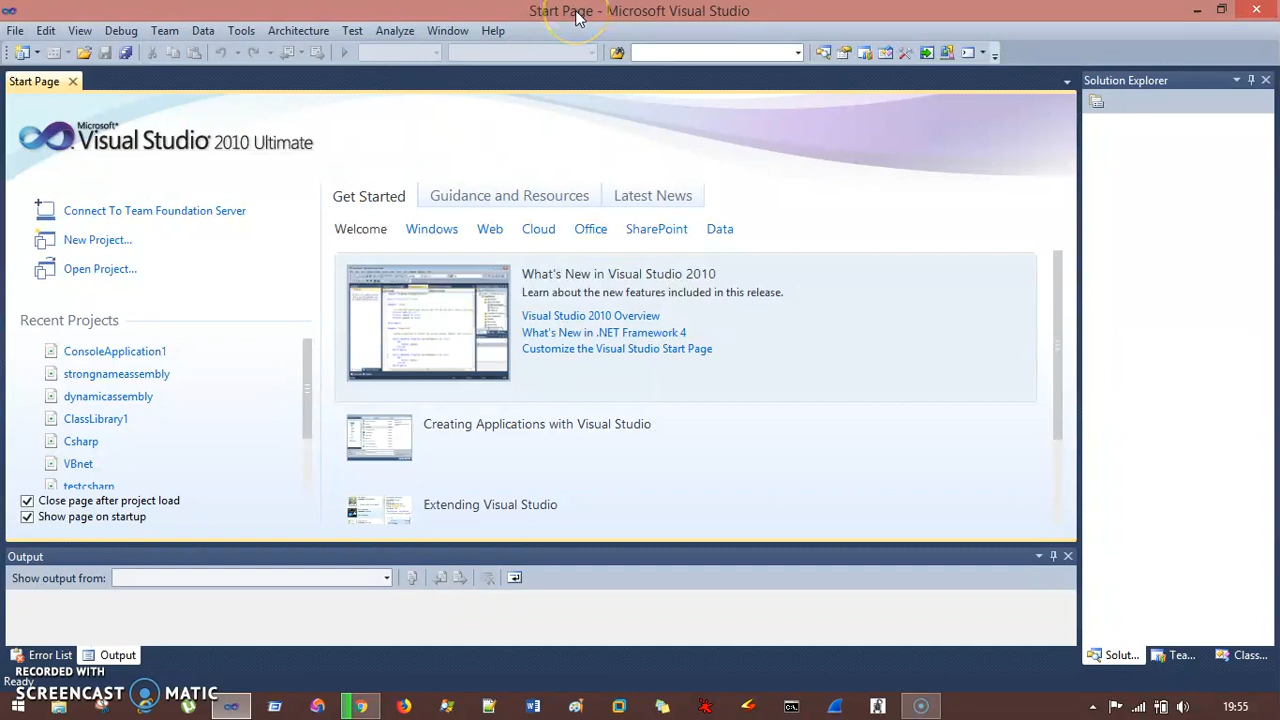 Start Page - Microsoft Visual Studio
File Edit View Debug Team Data Tools Architecture Test Analyze Window Help
Start Page
Solution Explorer
Microsoft®
Visual Studio® 2010 Ultimate
Connect To Team Foundation Server
New Project...
Open Project...
Recent Projects
ConsoleApplication1
strongnameassembly
dynamicassembly
ClassLibrary1
Csharp
VBnet
testcsharp
Close page after project load
Show page on startup
Get Started Guidance and Resources Latest News
Welcome Windows Web Cloud Office SharePoint Data
What's New in Visual Studio 2010
Learn about the new features included in this release.
Visual Studio 2010 Overview
What's New in .NET Framework 4
Customize the Visual Studio Start Page
Creating Applications with Visual Studio
Extending Visual Studio
Output
Show output from:
Error List Output
Solut... Tea... Class...
Ready
RECORDED WITH
SCREENCAST MATIC
19:55